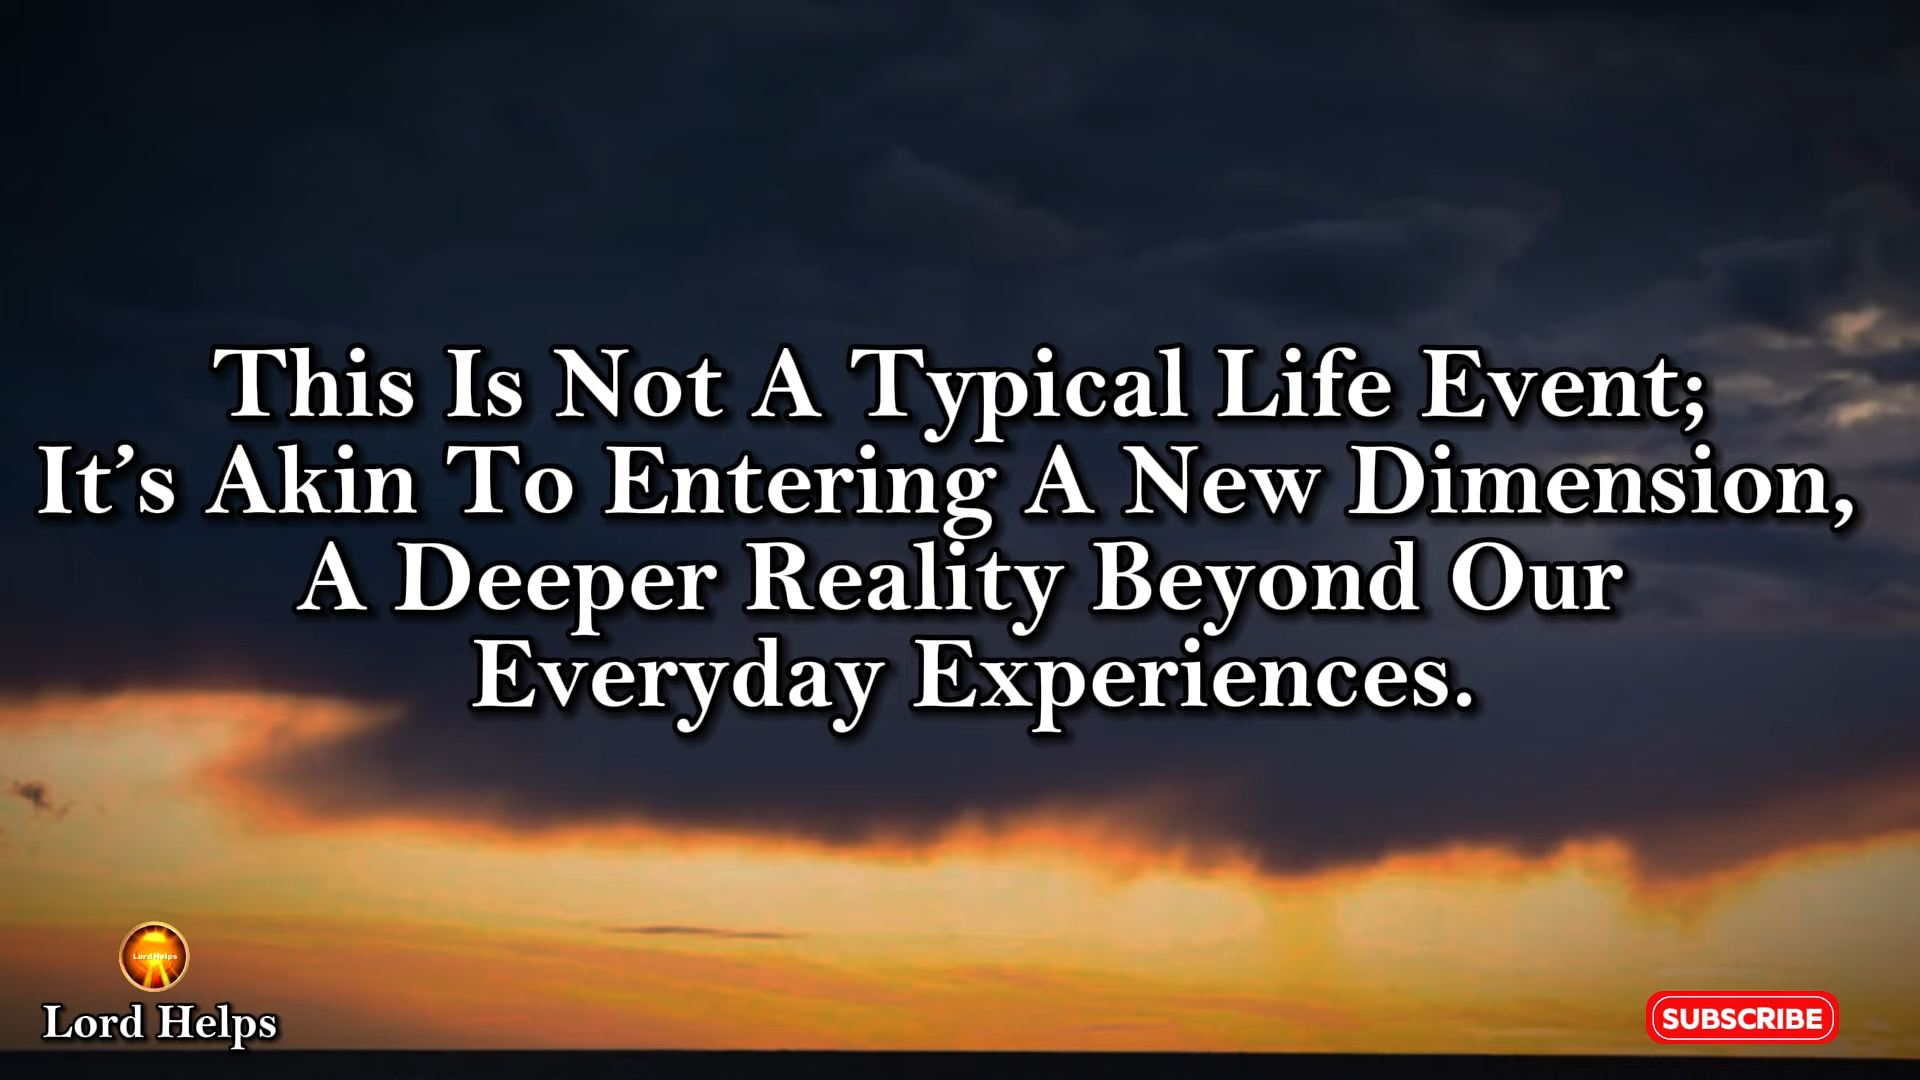 This Is Not A Typical Life Event;
It’s Akin To Entering A New Dimension,
A Deeper Reality Beyond Our
Everyday Experiences.
Lord Helps
Lord Helps
SUBSCRIBE